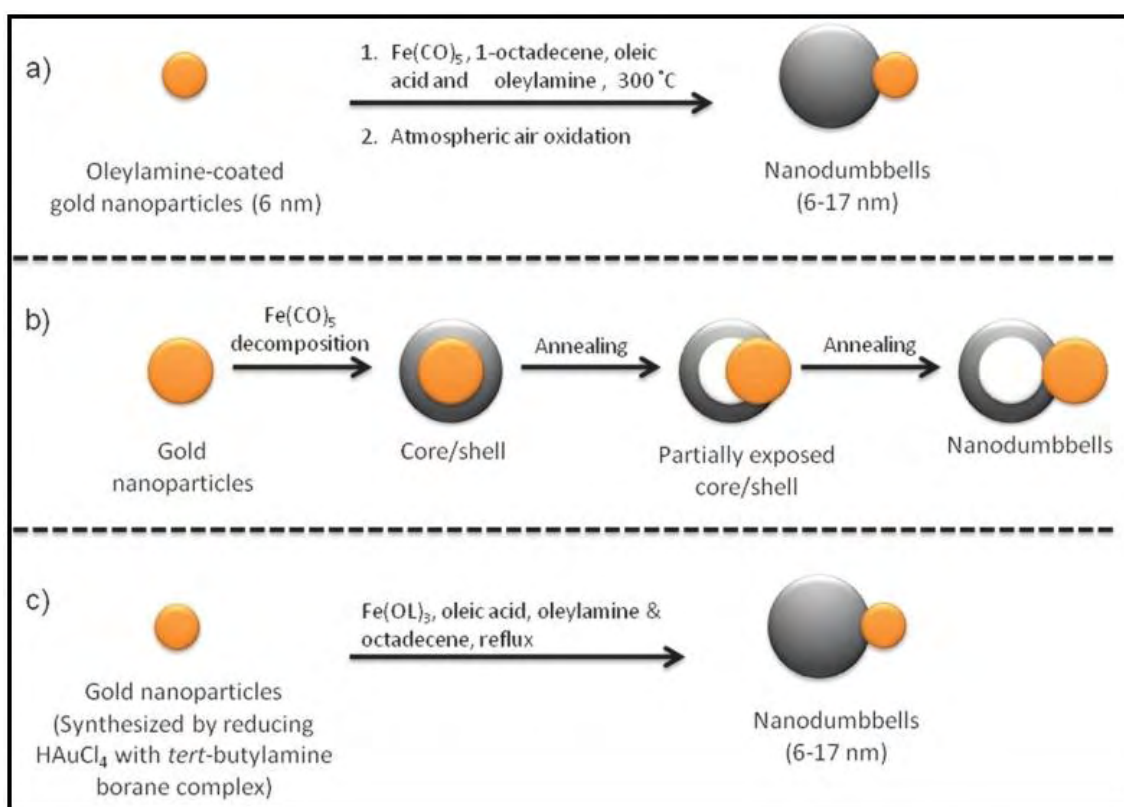 a)
1. Fe(CO)₅, 1-octadecene, oleic
acid and oleylamine , 300 ˚C
2. Atmospheric air oxidation
Oleylamine-coated
gold nanoparticles (6 nm)
Nanodumbbells
(6-17 nm)
b)
Fe(CO)₅
decomposition
Annealing
Annealing
Gold
nanoparticles
Core/shell
Partially exposed
core/shell
Nanodumbbells
c)
Fe(OL)₃, oleic acid, oleylamine &
octadecene, reflux
Gold nanoparticles
(Synthesized by reducing
HAuCl₄ with tert-butylamine
borane complex)
Nanodumbbells
(6-17 nm)